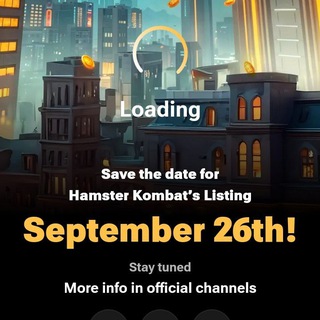 Loading
Save the date for
Hamster Kombat's Listing
September 26th!
Stay tuned
More info in official channels